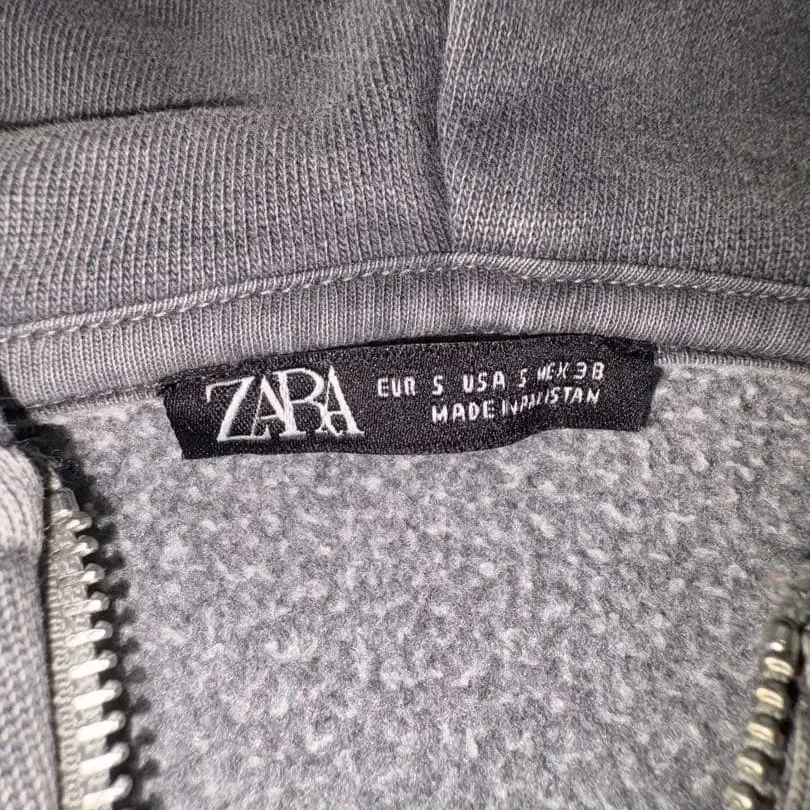 ZARA
EUR S USA S MEX 38
MADE IN PAKISTAN